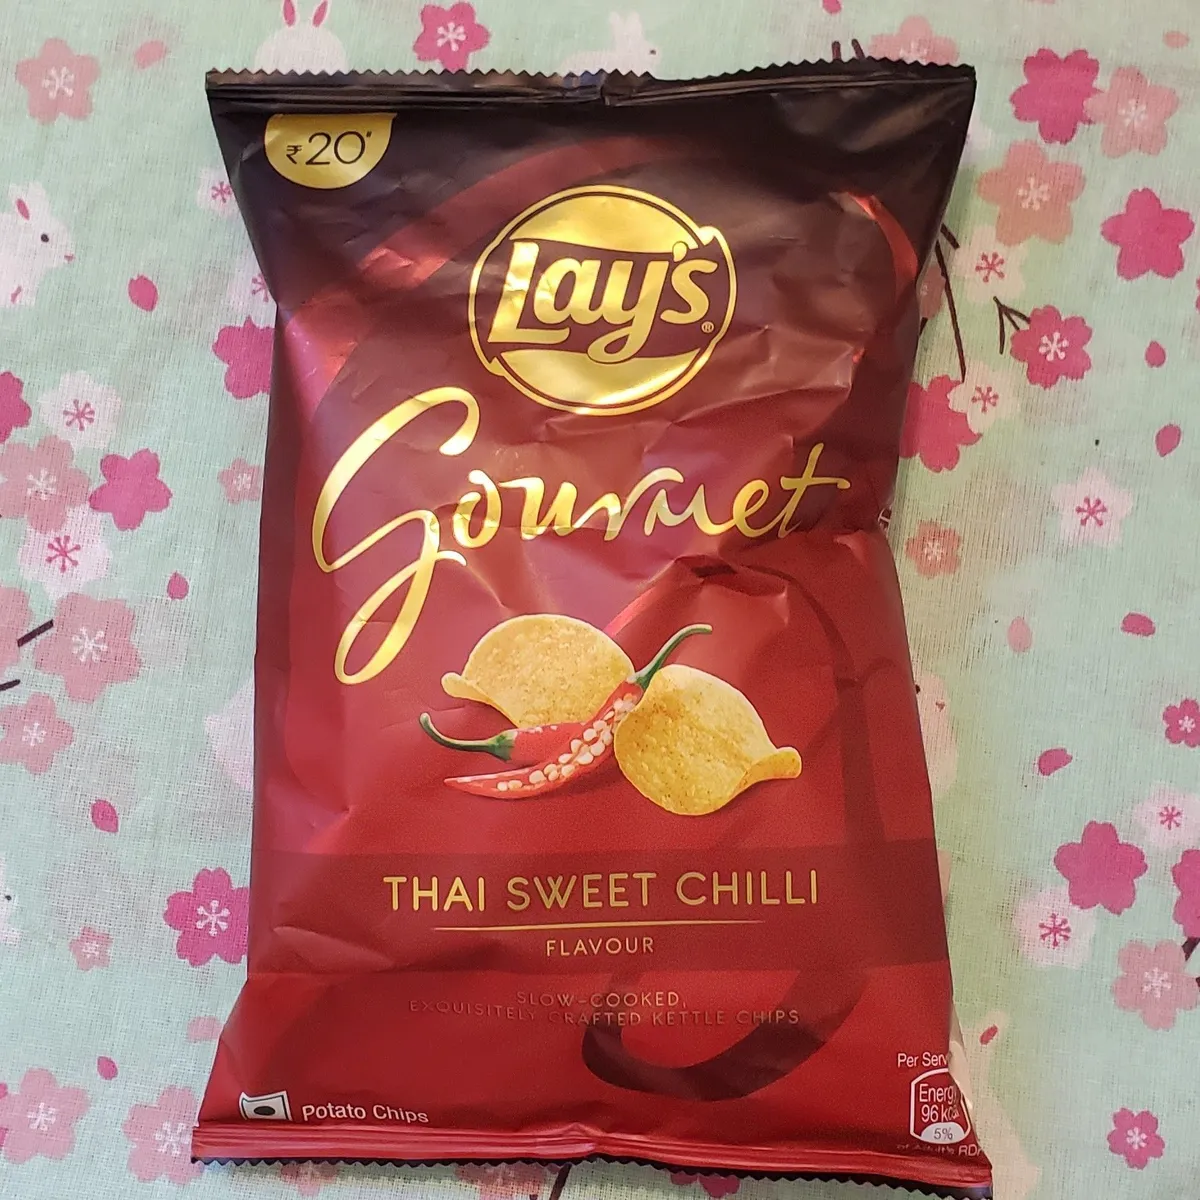 ₹20
Lay's
Gourmet
THAI SWEET CHILLI
FLAVOUR
SLOW-COOKED,
EXQUISITELY CRAFTED KETTLE CHIPS
Potato Chips
Per
Energy
96 kcal
5%